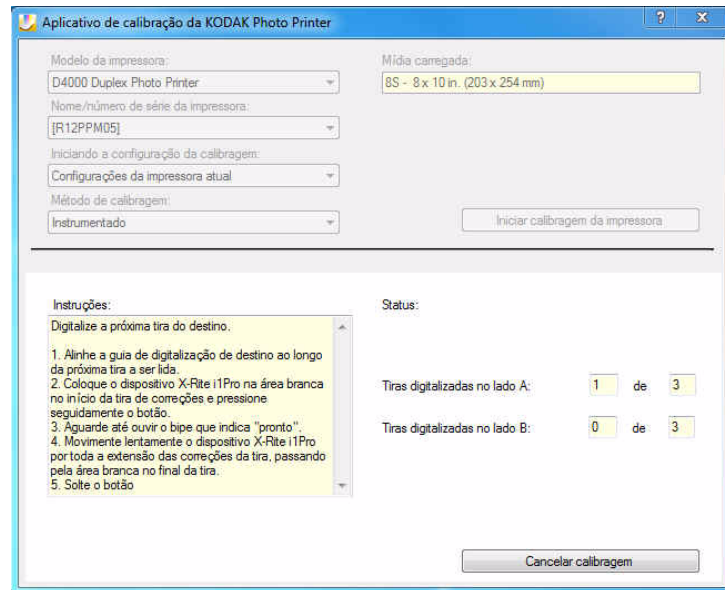 Aplicativo de calibração da KODAK Photo Printer
Modelo da impressora:
D4000 Duplex Photo Printer
Nome/número de série da impressora:
[R12PPM05]
Iniciando a configuração da calibragem:
Configurações da impressora atual
Método de calibragem:
Instrumentado
Mídia carregada:
8S - 8 x 10 in. (203 x 254 mm)
Iniciar calibragem da impressora
Instruções:
Digitalize a próxima tira do destino.
1. Alinhe a guia de digitalização de destino ao longo
da próxima tira a ser lida.
2. Coloque o dispositivo X-Rite i1Pro na área branca
no início da tira de correções e pressione
seguidamente o botão.
3. Aguarde até ouvir o bipe que indica "pronto".
4. Movimente lentamente o dispositivo X-Rite i1Pro
por toda a extensão das correções da tira, passando
pela área branca no final da tira.
5. Solte o botão
Status:
Tiras digitalizadas no lado A: 1 de 3
Tiras digitalizadas no lado B: 0 de 3
Cancelar calibragem